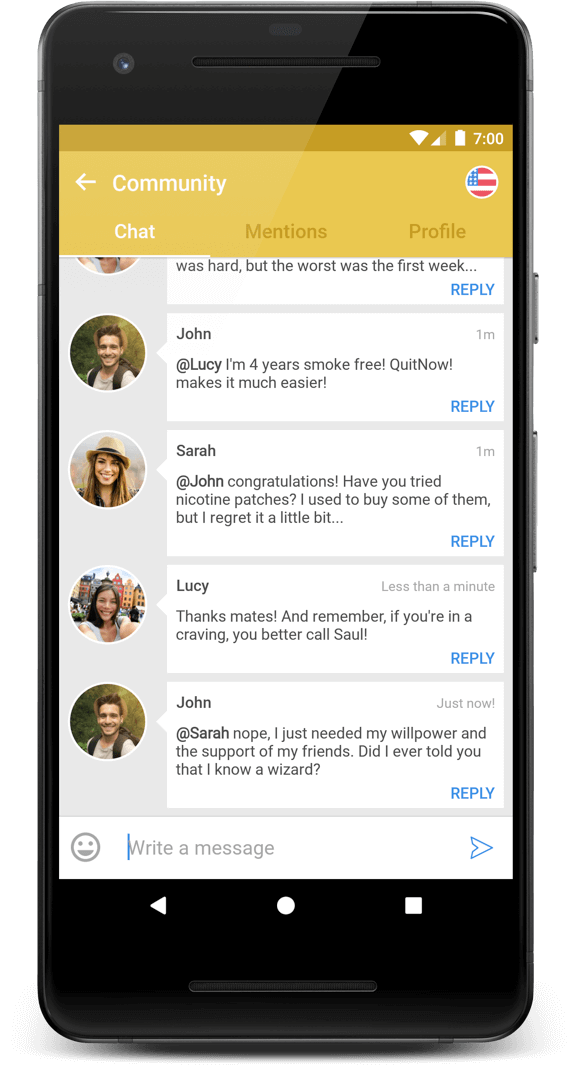 7:00
Community
Chat Mentions Profile
was hard, but the worst was the first week...
REPLY
John 1m
@Lucy I'm 4 years smoke free! QuitNow!
makes it much easier!
REPLY
Sarah 1m
@John congratulations! Have you tried
nicotine patches? I used to buy some of them,
but I regret it a little bit...
REPLY
Lucy Less than a minute
Thanks mates! And remember, if you're in a
craving, you better call Saul!
REPLY
John Just now!
@Sarah nope, I just needed my willpower and
the support of my friends. Did I ever told you
that I know a wizard?
REPLY
Write a message